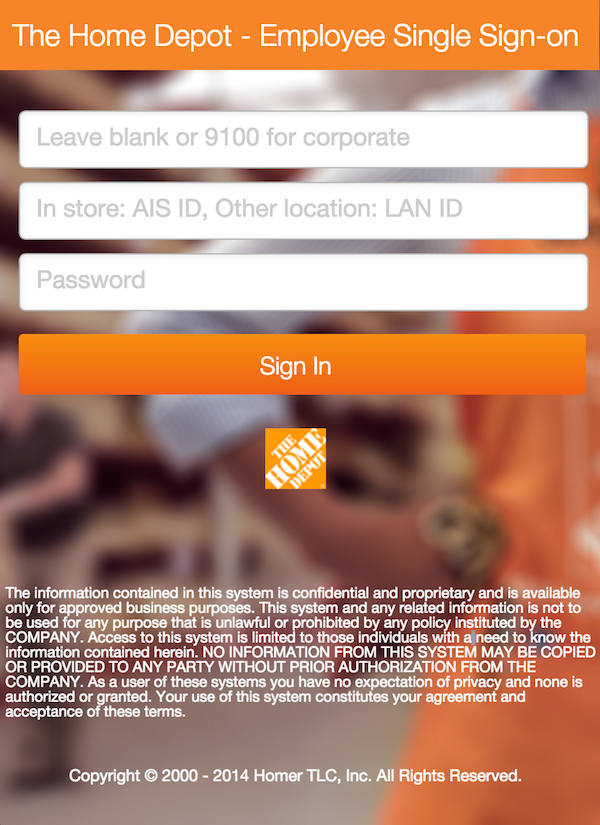 The Home Depot - Employee Single Sign-on
Leave blank or 9100 for corporate
In store: AIS ID, Other location: LAN ID
Password
Sign In
THE
HOME
DEPOT
The information contained in this system is confidential and proprietary and is available
only for approved business purposes. This system and any related information is not to
be used for any purpose that is unlawful or prohibited by any policy instituted by the
COMPANY. Access to this system is limited to those individuals with a need to know the
information contained herein. NO INFORMATION FROM THIS SYSTEM MAY BE COPIED
OR PROVIDED TO ANY PARTY WITHOUT PRIOR AUTHORIZATION FROM THE
COMPANY. As a user of these systems you have no expectation of privacy and none is
authorized or granted. Your use of this system constitutes your agreement and
acceptance of these terms.
Copyright © 2000 - 2014 Homer TLC, Inc. All Rights Reserved.